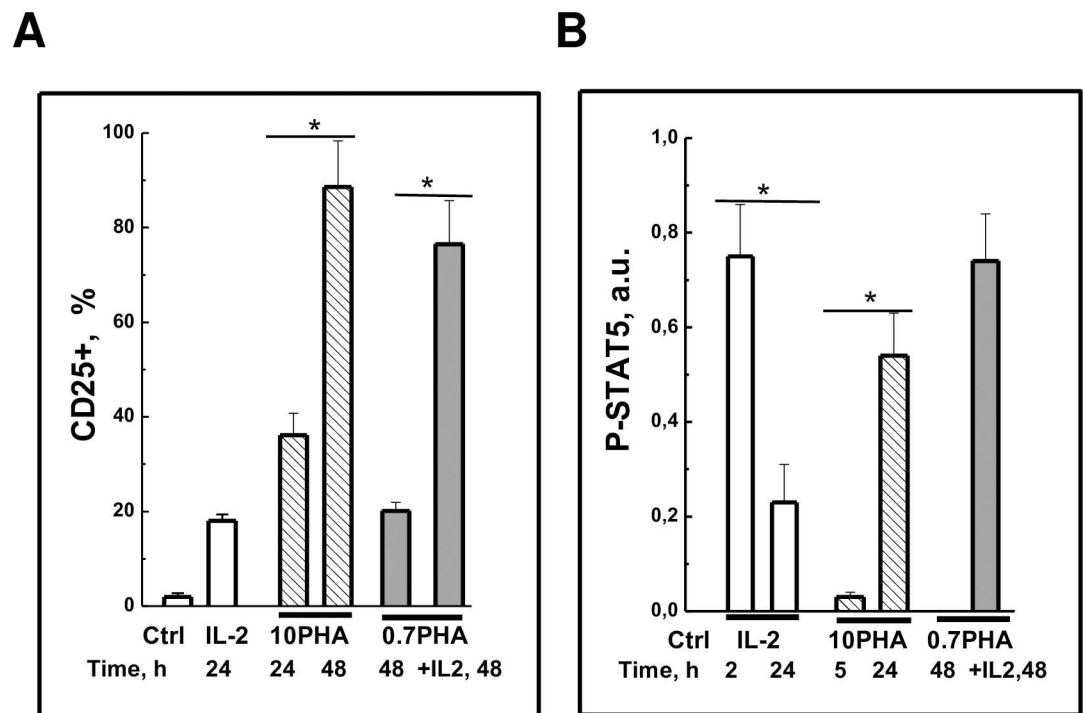 A
B
100
80
60
40
20
0
CD25+, %
*
*
Ctrl IL-2 10PHA 0.7PHA
Time, h 24 24 48 48 +IL2, 48
1,0
0,8
0,6
0,4
0,2
0,0
P-STAT5, a.u.
*
*
Ctrl IL-2 10PHA 0.7PHA
Time, h 2 24 5 24 48 +IL2,48